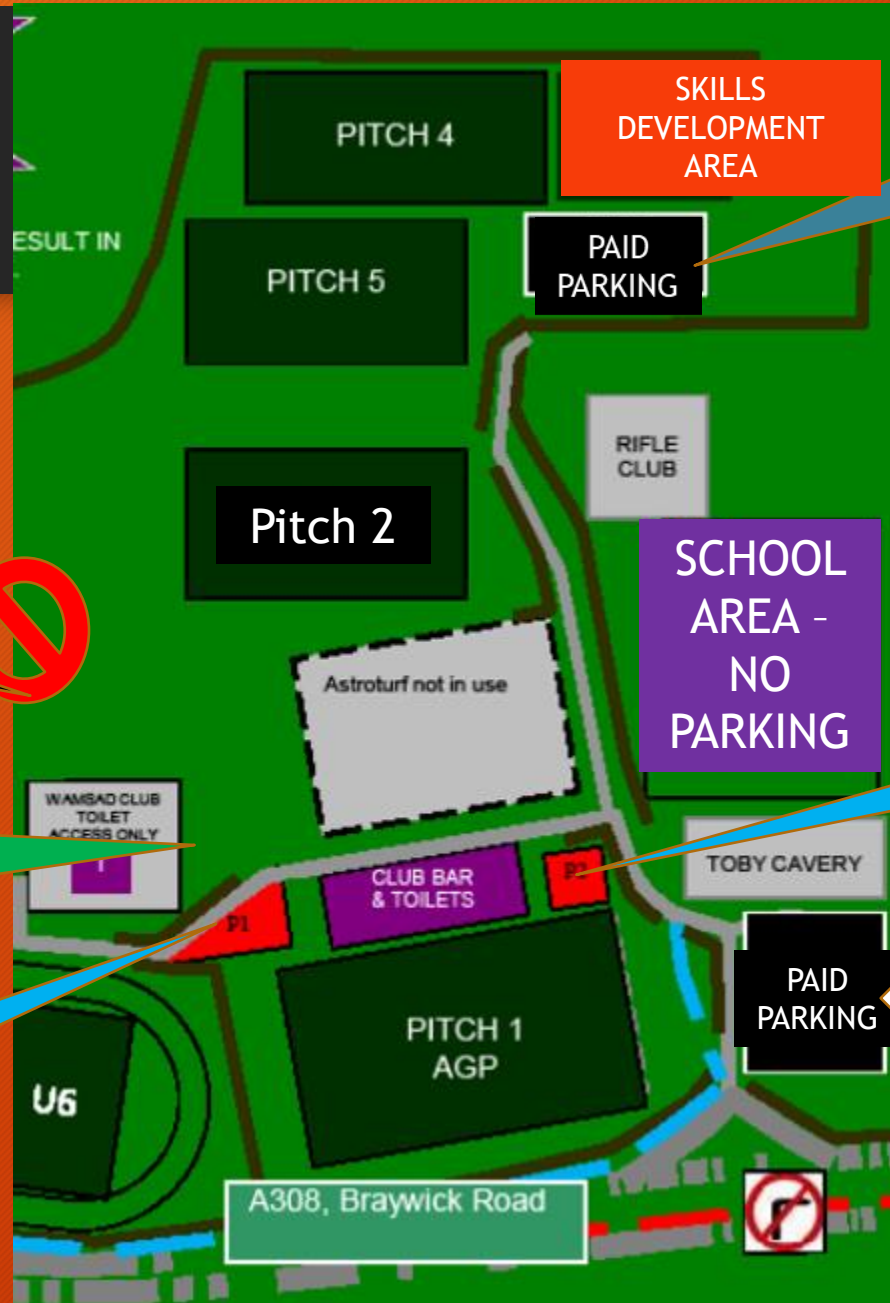 PITCH 4
SKILLS
DEVELOPMENT
AREA
ESULT IN
PITCH 5
PAID
PARKING
RIFLE
CLUB
Pitch 2
SCHOOL
AREA –
NO
PARKING
Astroturf not in use
WAMSAD CLUB
TOILET
ACCESS ONLY
CLUB BAR
& TOILETS
P2
TOBY CAVERY
P1
PAID
PARKING
PITCH 1
AGP
U6
A308, Braywick Road